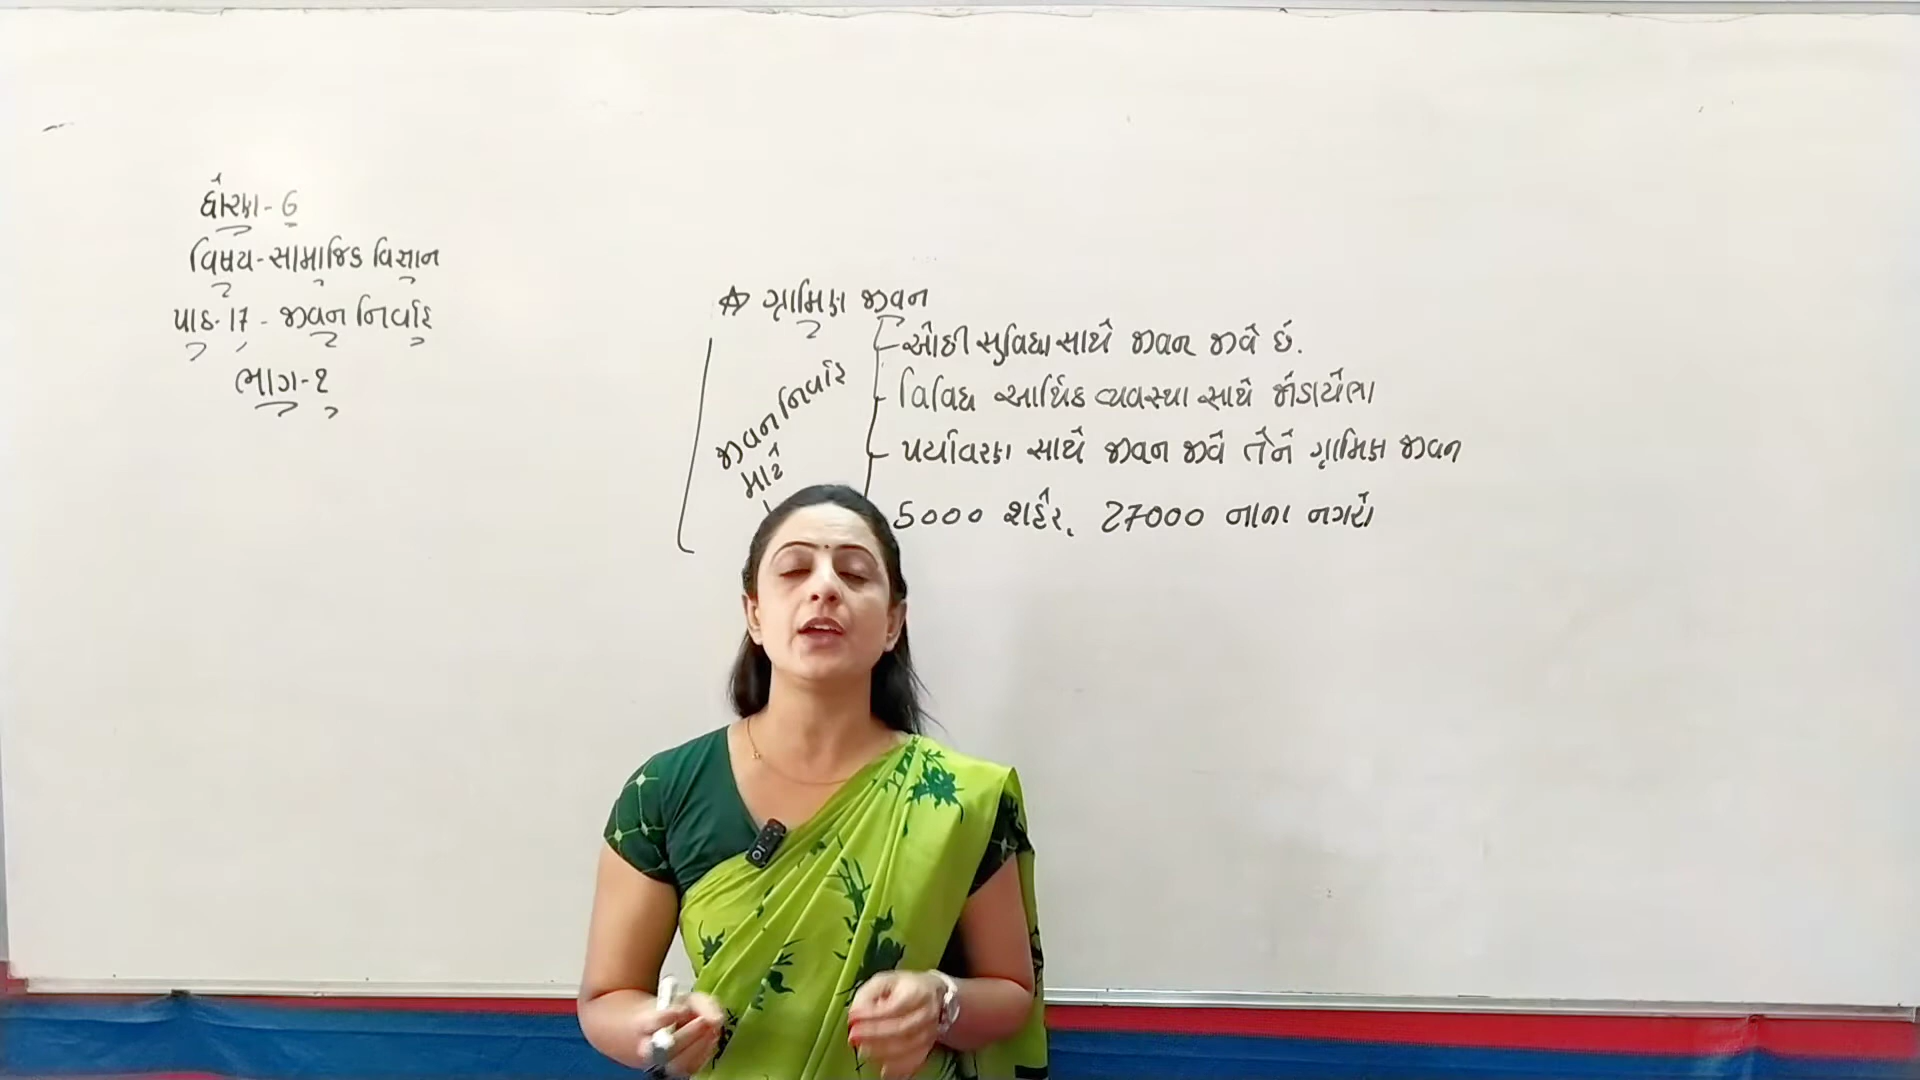 ધોરણ - 6
વિષય - સામાજિક વિજ્ઞાન
પાઠ - 17 - જીવન નિર્વાહ
ભાગ - ૨
ગ્રામિણ જીવન
- ઓછી સુવિધા સાથે જીવન જીવે છે.
- વિવિધ આર્થિક વ્યવસ્થા સાથે જોડાયેલા
- પર્યાવરણ સાથે જીવન જીવે તેને ગ્રામિણ જીવન
5000 શહેર, 27000 નાના નગરો
જીવન નિર્વાહ
માટે